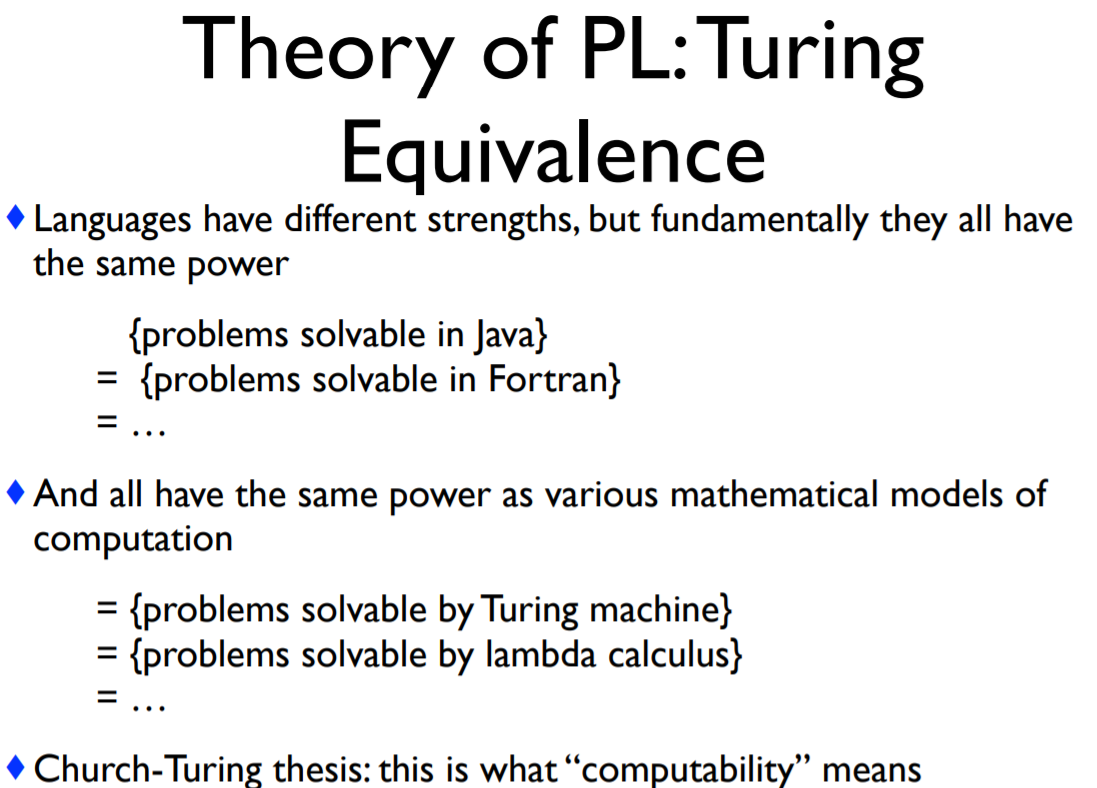 Theory of PL: Turing
Equivalence
♦ Languages have different strengths, but fundamentally they all have
the same power
{problems solvable in Java}
= {problems solvable in Fortran}
= …
♦ And all have the same power as various mathematical models of
computation
= {problems solvable by Turing machine}
= {problems solvable by lambda calculus}
= …
♦ Church-Turing thesis: this is what “computability” means